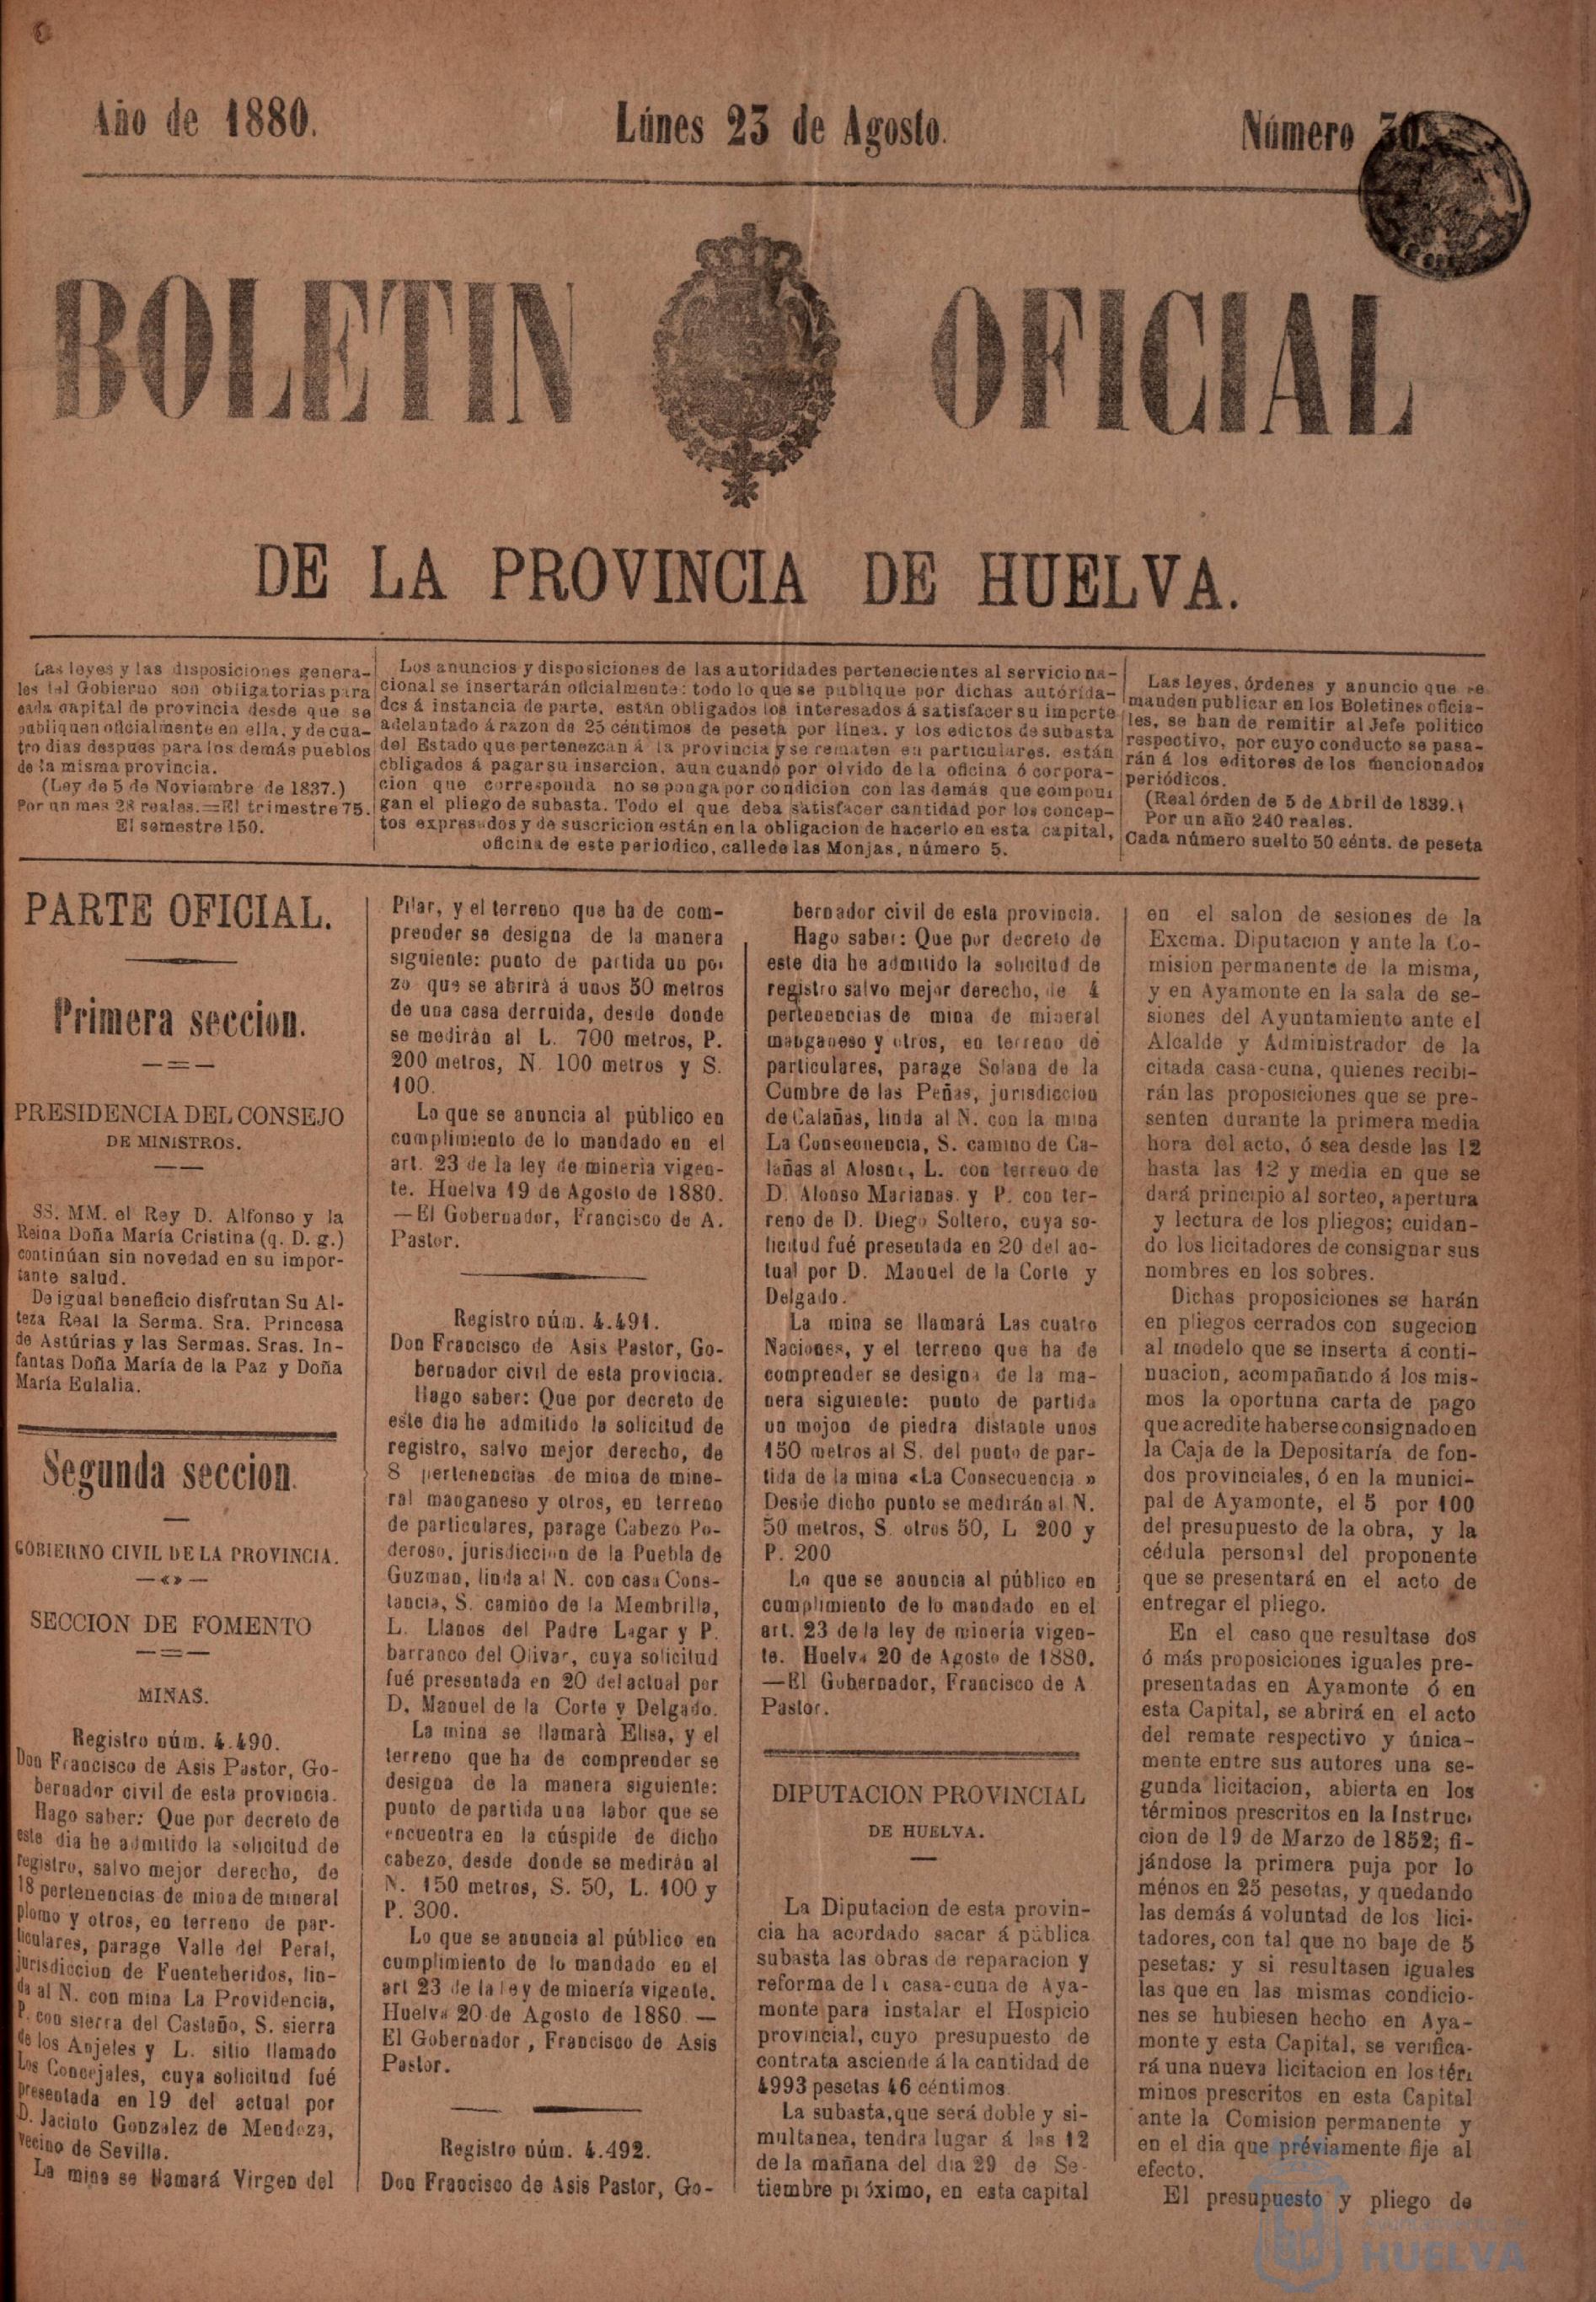 Año de 1880.
Lúnes 23 de Agosto.
Número
BOLETIN OFICIAL
DE LA PROVINCIA DE HUELVA.
Las leyes y las disposiciones genera-
les del Gobierno son obligatorias para
cada capital de provincia desde que se
publiquen oficialmente en ella, y de cua-
tro dias despues para los demás pueblos
de la misma provincia.
(Ley de 5 de Noviembre de 1837.)
Por un mes 28 reales.=El trimestre 75.
El semestre 150.
Los anuncios y disposiciones de las autoridades pertenecientes al servicio na-
cional se insertarán oficialmente: todo lo que se publique por dichas autorida-
des á instancia de parte, están obligados los interesados á satisfacer su importe
adelantado á razon de 25 céntimos de peseta por línea, y los edictos de subasta
del Estado que pertenezcan á la provincia y se rematen en particulares, están
obligados á pagar su insercion, aun cuando por olvido de la oficina ó corpora-
cion que corresponda no se ponga por condicion con las demás que compon
gan el pliego de subasta. Todo el que deba satisfacer cantidad por los concep-
tos expresados y de suscricion están en la obligacion de hacerlo en esta capital,
oficina de este periodico, calle de las Monjas, número 5.
Las leyes, órdenes y anuncio que se
manden publicar en los Boletines oficia-
les, se han de remitir al Jefe politico
respectivo, por cuyo conducto se pasa-
rán á los editores de los mencionados
periódicos.
(Real órden de 5 de Abril de 1839.)
Por un año 240 reales.
Cada número suelto 50 cénts. de peseta
PARTE OFICIAL.
Primera seccion.
PRESIDENCIA DEL CONSEJO
DE MINISTROS.
SS. MM. el Rey D. Alfonso y la
Reina Doña María Cristina (q. D. g.)
continúan sin novedad en su impor-
tante salud.
De igual beneficio disfrutan Su Al-
teza Real la Serma. Sra. Princesa
de Astúrias y las Sermas. Sras. In-
fantas Doña María de la Paz y Doña
María Eulalia.
Segunda seccion.
GOBIERNO CIVIL DE LA PROVINCIA.
SECCION DE FOMENTO
MINAS.
Registro núm. 4.490.
Don Francisco de Asis Pastor, Go-
bernador civil de esta provincia.
Hago saber: Que por decreto de
este dia he admitido la solicitud de
registro, salvo mejor derecho, de
18 pertenencias de mina de mineral
plomo y otros, en terreno de par-
ticulares, parage Valle del Peral,
jurisdiccion de Fuenteheridos, lin-
da al N. con mina La Providencia,
P. con sierra del Castaño, S. sierra
de los Anjeles y L. sitio llamado
Los Concejales, cuya solicitud fué
presentada en 19 del actual por
D. Jacinto Gonzalez de Mendoza,
vecino de Sevilla.
La mina se llamará Virgen del
Pilar, y el terreno que ha de com-
prender se designa de la manera
siguiente: punto de partida un po
zo que se abrirá á unos 50 metros
de una casa derruida, desde donde
se medirán al L. 700 metros, P.
200 metros, N. 100 metros y S.
100.
Lo que se anuncia al público en
cumplimiento de lo mandado en el
art. 23 de la ley de mineria vigen-
te. Huelva 19 de Agosto de 1880.
—El Gobernador, Francisco de A.
Pastor.
Registro núm. 4.491.
Don Francisco de Asis Pastor, Go-
bernador civil de esta provincia.
Hago saber: Que por decreto de
este dia he admitido la solicitud de
registro, salvo mejor derecho, de
8 pertenencias de mina de mine-
ral manganeso y otros, en terreno
de particulares, parage Cabezo Po-
deroso, jurisdiccion de la Puebla de
Guzman, linda al N. con casa Cons-
tancia, S. camino de la Membrilla,
L. Llanos del Padre Lagar y P.
barranco del Olivar, cuya solicitud
fué presentada en 20 del actual por
D. Manuel de la Corte y Delgado.
La mina se llamarà Elisa, y el
terreno que ha de comprender se
designa de la manera siguiente:
punto de partida una labor que se
encuentra en la cúspide de dicho
cabezo, desde donde se medirán al
N. 150 metros, S. 50, L. 100 y
P. 300.
Lo que se anuncia al público en
cumplimiento de lo mandado en el
art 23 de la ley de minería vigente.
Huelva 20 de Agosto de 1880.—
El Gobernador, Francisco de Asis
Pastor.
Registro núm. 4.492.
Don Francisco de Asis Pastor, Go-
bernador civil de esta provincia.
Hago saber: Que por decreto de
este dia he admitido la solicitud de
registro salvo mejor derecho, de 4
pertenencias de mina de mineral
manganeso y otros, en terreno de
particulares, parage Solana de la
Cumbre de las Peñas, jurisdiccion
de Calañas, linda al N. con la mina
La Consecuencia, S. camino de Ca-
lañas al Alosno, L. con terreno de
D. Alonso Marianas. y P. con ter-
reno de D. Diego Soltero, cuya so-
licitud fué presentada en 20 del ac-
tual por D. Manuel de la Corte y
Delgado.
La mina se llamará Las cuatro
Naciones, y el terreno que ha de
comprender se designa de la ma-
nera siguiente: punto de partida
un mojon de piedra distante unos
150 metros al S. del punto de par-
tida de la mina «La Consecuencia.»
Desde dicho punto se medirán al N.
50 metros, S. otros 50, L 200 y
P. 200
Lo que se anuncia al público en
cumplimiento de lo mandado en el
art. 23 de la ley de minería vigen-
te. Huelva 20 de Agosto de 1880.
—El Gobernador, Francisco de A
Pastor.
DIPUTACION PROVINCIAL
DE HUELVA.
La Diputacion de esta provin-
cia ha acordado sacar á pública
subasta las obras de reparacion y
reforma de la casa-cuna de Aya-
monte para instalar el Hospicio
provincial, cuyo presupuesto de
contrata asciende á la cantidad de
4993 pesetas 46 céntimos.
La subasta, que será doble y si-
multanea, tendra lugar á las 12
de la mañana del dia 29 de Se-
tiembre próximo, en esta capital
en el salon de sesiones de la
Excma. Diputacion y ante la Co-
mision permanente de la misma,
y en Ayamonte en la sala de se-
siones del Ayuntamiento ante el
Alcalde y Administrador de la
citada casa-cuna, quienes recibi-
rán las proposiciones que se pre-
senten durante la primera media
hora del acto, ó sea desde las 12
hasta las 12 y media en que se
dará principio al sorteo, apertura
y lectura de los pliegos; cuidan-
do los licitadores de consignar sus
nombres en los sobres.
Dichas proposiciones se harán
en pliegos cerrados con sugecion
al modelo que se inserta á conti-
nuacion, acompañando á los mis-
mos la oportuna carta de pago
que acredite haberse consignado en
la Caja de la Depositaría de fon-
dos provinciales, ó en la munici-
pal de Ayamonte, el 5 por 100
del presupuesto de la obra, y la
cédula personal del proponente
que se presentará en el acto de
entregar el pliego.
En el caso que resultase dos
ó más proposiciones iguales pre-
presentadas en Ayamonte ó en
esta Capital, se abrirá en el acto
del remate respectivo y única-
mente entre sus autores una se-
gunda licitacion, abierta en los
términos prescritos en la Instruc
cion de 19 de Marzo de 1852; fi-
jándose la primera puja por lo
ménos en 25 pesetas, y quedando
las demás á voluntad de los lici-
tadores, con tal que no baje de 5
pesetas: y si resultasen iguales
las que en las mismas condicio-
nes se hubiesen hecho en Aya-
monte y esta Capital, se verifica-
rá una nueva licitacion en los tér
minos prescritos en esta Capital
ante la Comision permanente y
en el dia que préviamente fije al
efecto.
El presupuesto y pliego de
HUELVA